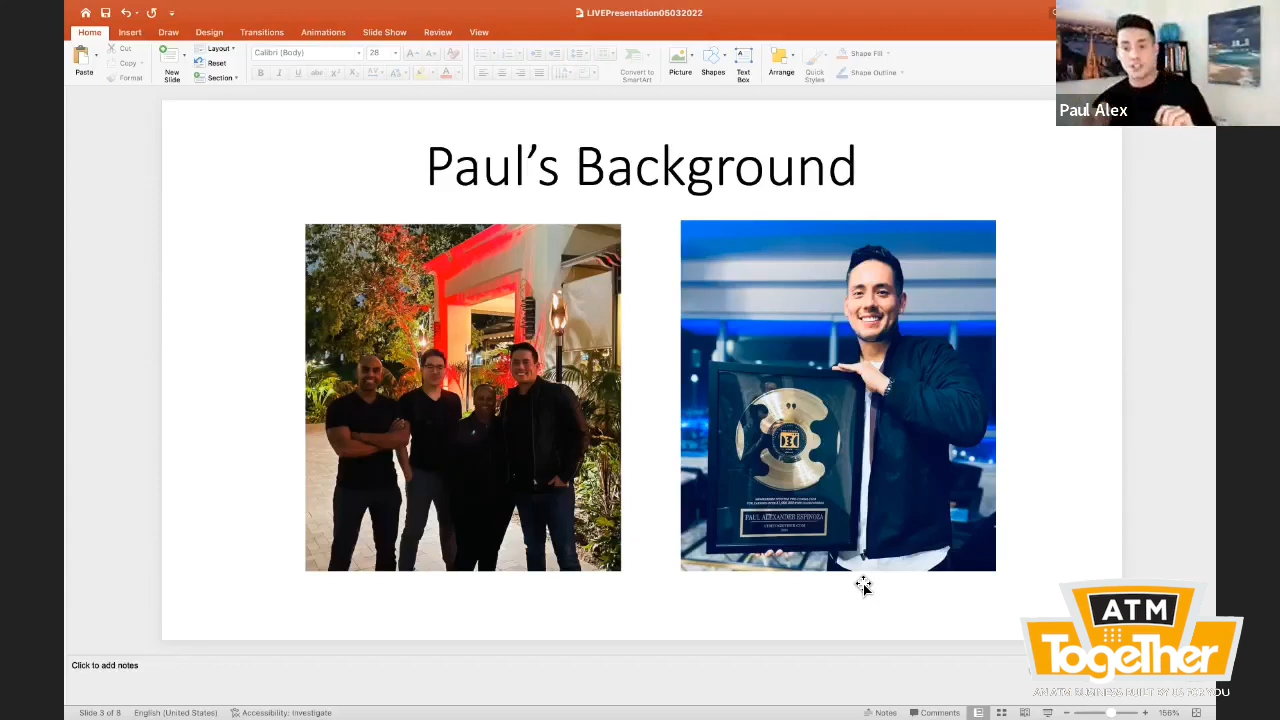 LIVEPresentation05032022
Home Insert Draw Design Transitions Animations Slide Show Review View
Paste
Cut
Copy
Format
New
Slide
Layout
Reset
Section
Calibri (Body) 28
Convert to
SmartArt
Picture
Shapes
Text
Box
Arrange
Quick
Styles
Shape Fill
Shape Outline
Paul Alex
Paul’s Background
PAUL ALEXANDER ESPINOZA
ATM
TogeTher
AN ATM BUSINESS BUILT BY US FOR YOU
Click to add notes
Slide 3 of 8 English (United States) Accessibility: Investigate Notes Comments 156%